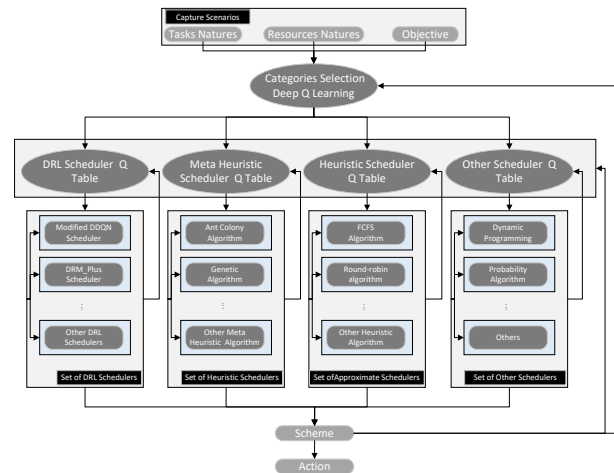 Capture Scenarios
Tasks Natures
Resources Natures
Objective
Categories Selection
Deep Q Learning
DRL Scheduler Q
Table
Meta Heuristic
Scheduler Q Table
Heuristic Scheduler
Q Table
Other Scheduler Q
Table
Modified DDQN
Scheduler
DRM_Plus
Scheduler
...
Other DRL
Schedulers
Set of DRL Schedulers
Ant Colony
Algorithm
Genetic
Algorithm
...
Other Meta
Heuristic Algorithm
Set of Heuristic Schedulers
FCFS
Algorithm
Round-robin
algorithm
...
Other Heuristic
Algorithm
Set ofApproximate Schedulers
Dynamic
Programming
Probability
Algorithm
...
Others
Set of Other Schedulers
Scheme
Action